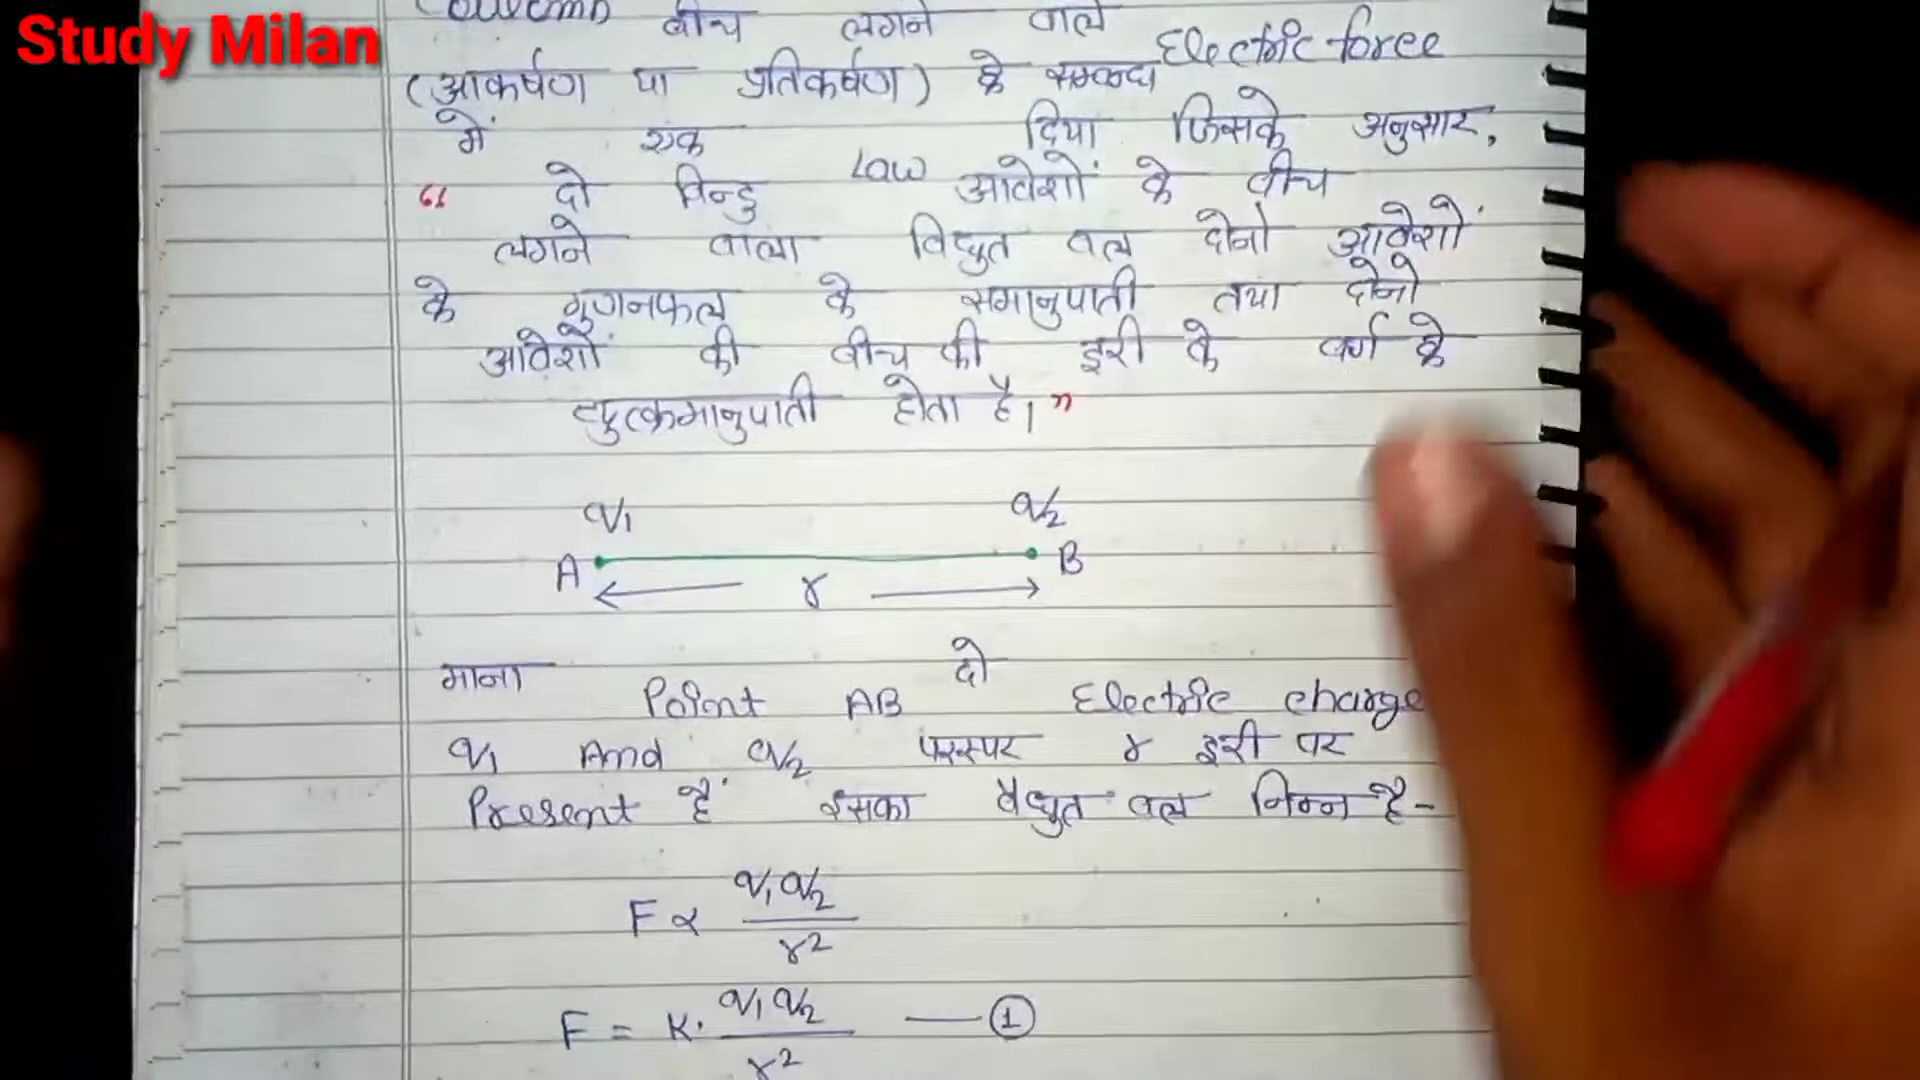 Study Milan
बीच लगने वाले Electric force
(आकर्षण या प्रतिकर्षण) के सम्बन्ध
में एक Law दिया जिसके अनुसार,
“ दो बिन्दु आवेशों के बीच
लगने वाला विद्युत बल दोनो आवेशों
के गुणनफल के समानुपाती तथा दोनो
आवेशों की बीच की दूरी के वर्ग के
व्युत्क्रमानुपाती होता है। ”
q₁ q₂
A B
r
माना Point AB दो Electric charge
q₁ And q₂ परस्पर r दूरी पर
Present है इसका वैद्युत बल निम्न है-
F ∝ q₁q₂ / r²
F = K. q₁q₂ / r² — ①